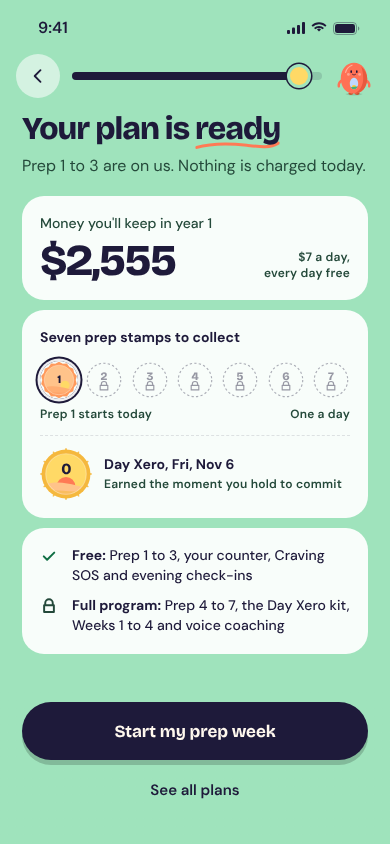 9:41
Your plan is ready
Prep 1 to 3 are on us. Nothing is charged today.
Money you'll keep in year 1
$2,555
$7 a day,
every day free
Seven prep stamps to collect
1 2 3 4 5 6 7
Prep 1 starts today
One a day
0
Day Xero, Fri, Nov 6
Earned the moment you hold to commit
Free: Prep 1 to 3, your counter, Craving
SOS and evening check-ins
Full program: Prep 4 to 7, the Day Xero kit,
Weeks 1 to 4 and voice coaching
Start my prep week
See all plans